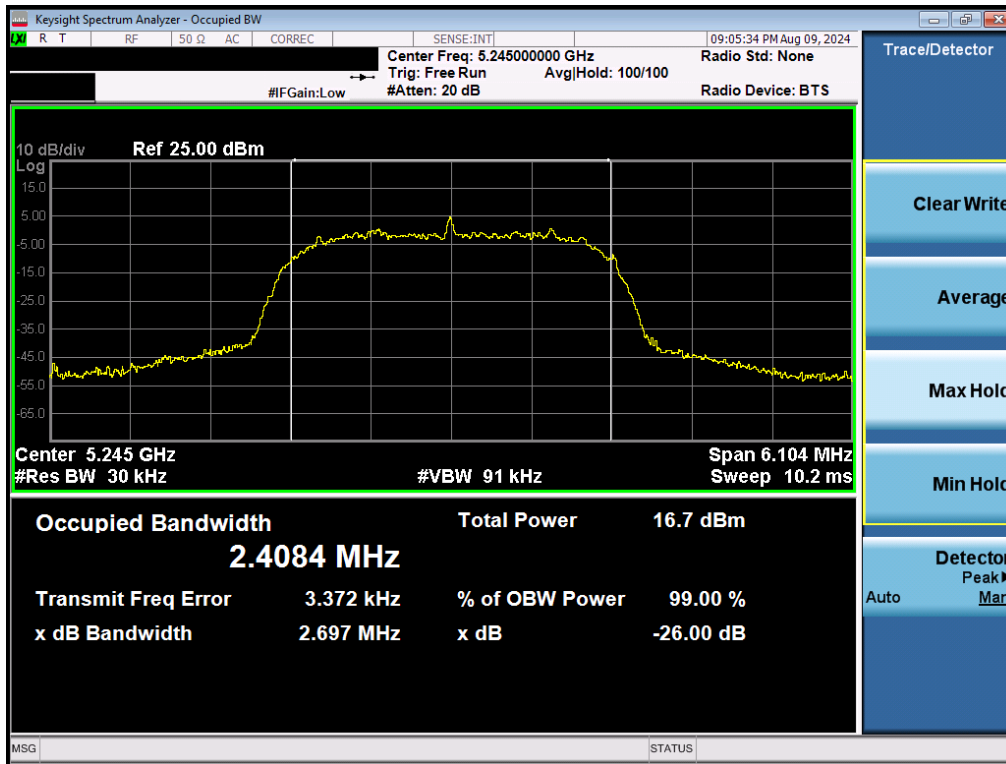 Keysight Spectrum Analyzer - Occupied BW
LXI R T RF 50 Ω AC CORREC SENSE:INT 09:05:34 PM Aug 09, 2024
Center Freq: 5.245000000 GHz Radio Std: None
Trig: Free Run Avg|Hold: 100/100
#IFGain:Low #Atten: 20 dB Radio Device: BTS
Trace/Detector
10 dB/div Ref 25.00 dBm
Log
15.0
5.00
-5.00
-15.0
-25.0
-35.0
-45.0
-55.0
-65.0
Center 5.245 GHz Span 6.104 MHz
#Res BW 30 kHz #VBW 91 kHz Sweep 10.2 ms
Occupied Bandwidth Total Power 16.7 dBm
2.4084 MHz
Transmit Freq Error 3.372 kHz % of OBW Power 99.00 %
x dB Bandwidth 2.697 MHz x dB -26.00 dB
Clear Write
Average
Max Hold
Min Hold
Detector
Peak
Auto Man
MSG STATUS